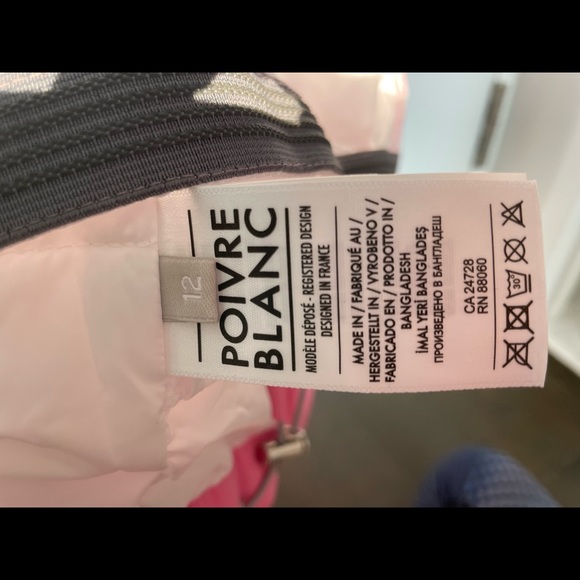 12
POIVRE
BLANC
MODÈLE DÉPOSÉ - REGISTERED DESIGN
DESIGNED IN FRANCE
MADE IN / FABRIQUÉ AU /
HERGESTELLT IN / VYROBENO V /
FABRICADO EN / PRODOTTO IN /
BANGLADESH
İMAL YERİ BANGLADEŞ
ПРОИЗВЕДЕНО В БАНГЛАДЕШ
CA 24728
RN 88060
30°